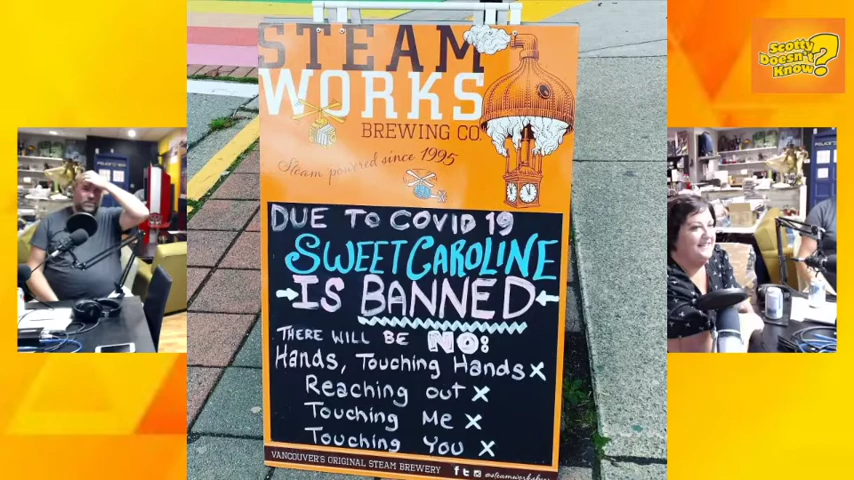 STEAM
WORKS
BREWING CO.
Steam powered since 1995
DUE TO COVID 19
SWEET CAROLINE
IS BANNED
THERE WILL BE NO:
Hands, Touching Hands x
Reaching out x
Touching Me x
Touching You x
VANCOUVER'S ORIGINAL STEAM BREWERY
Scotty
Doesn't
Know?